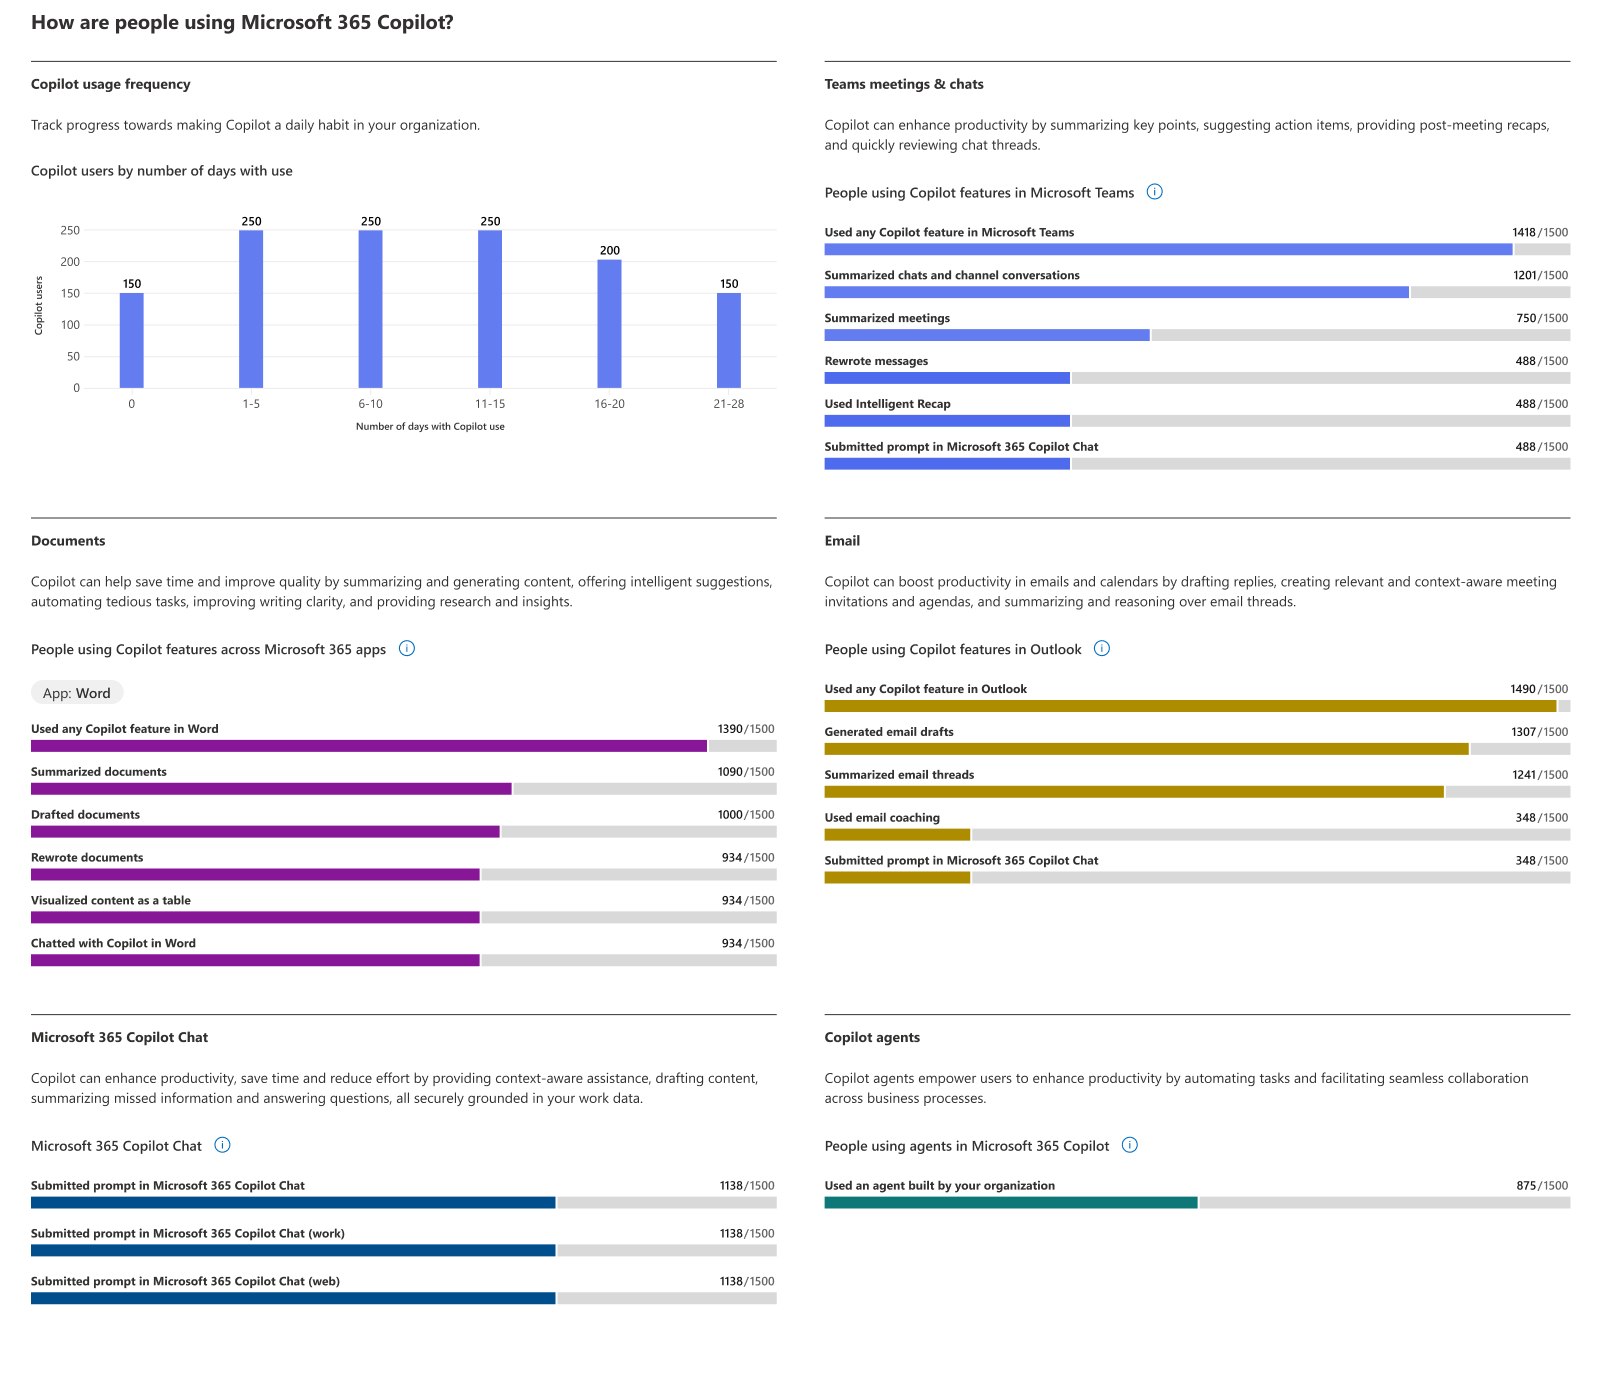 How are people using Microsoft 365 Copilot?
Copilot usage frequency
Track progress towards making Copilot a daily habit in your organization.
Copilot users by number of days with use
Copilot users
250
200
150
100
50
0
150
250
250
250
200
150
0
1-5
6-10
11-15
16-20
21-28
Number of days with Copilot use
Teams meetings & chats
Copilot can enhance productivity by summarizing key points, suggesting action items, providing post-meeting recaps,
and quickly reviewing chat threads.
People using Copilot features in Microsoft Teams
Used any Copilot feature in Microsoft Teams 1418/1500
Summarized chats and channel conversations 1201/1500
Summarized meetings 750/1500
Rewrote messages 488/1500
Used Intelligent Recap 488/1500
Submitted prompt in Microsoft 365 Copilot Chat 488/1500
Documents
Copilot can help save time and improve quality by summarizing and generating content, offering intelligent suggestions,
automating tedious tasks, improving writing clarity, and providing research and insights.
People using Copilot features across Microsoft 365 apps
App: Word
Used any Copilot feature in Word 1390/1500
Summarized documents 1090/1500
Drafted documents 1000/1500
Rewrote documents 934/1500
Visualized content as a table 934/1500
Chatted with Copilot in Word 934/1500
Email
Copilot can boost productivity in emails and calendars by drafting replies, creating relevant and context-aware meeting
invitations and agendas, and summarizing and reasoning over email threads.
People using Copilot features in Outlook
Used any Copilot feature in Outlook 1490/1500
Generated email drafts 1307/1500
Summarized email threads 1241/1500
Used email coaching 348/1500
Submitted prompt in Microsoft 365 Copilot Chat 348/1500
Microsoft 365 Copilot Chat
Copilot can enhance productivity, save time and reduce effort by providing context-aware assistance, drafting content,
summarizing missed information and answering questions, all securely grounded in your work data.
Microsoft 365 Copilot Chat
Submitted prompt in Microsoft 365 Copilot Chat 1138/1500
Submitted prompt in Microsoft 365 Copilot Chat (work) 1138/1500
Submitted prompt in Microsoft 365 Copilot Chat (web) 1138/1500
Copilot agents
Copilot agents empower users to enhance productivity by automating tasks and facilitating seamless collaboration
across business processes.
People using agents in Microsoft 365 Copilot
Used an agent built by your organization 875/1500